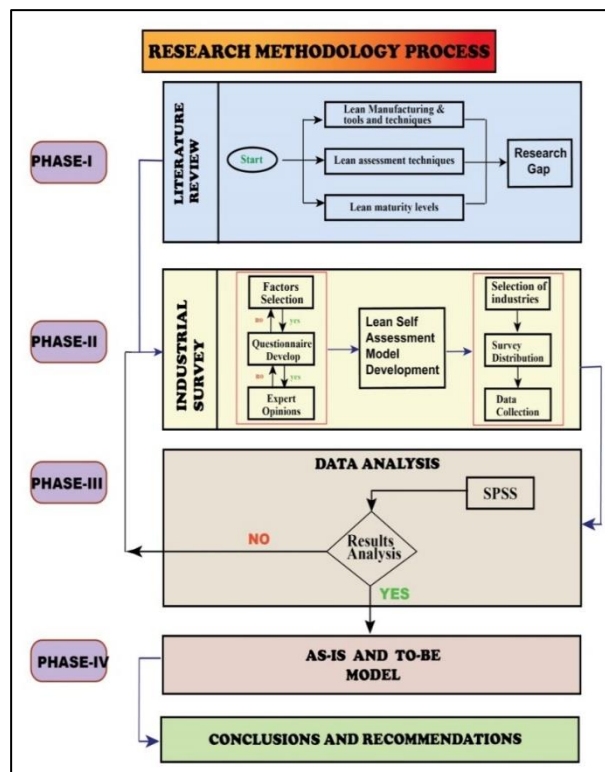 RESEARCH METHODOLOGY PROCESS
PHASE-I
LITERATURE
REVIEW
Start
Lean Manufacturing &
tools and techniques
Lean assessment techniques
Lean maturity levels
Research
Gap
PHASE-II
INDUSTRIAL
SURVEY
Factors
Selection
no
yes
Questionnaire
Develop
no
yes
Expert
Opinions
Lean Self
Assessment
Model
Development
Selection of
industries
Survey
Distribution
Data
Collection
PHASE-III
DATA ANALYSIS
SPSS
Results
Analysis
NO
YES
PHASE-IV
AS-IS AND TO-BE
MODEL
CONCLUSIONS AND RECOMMENDATIONS